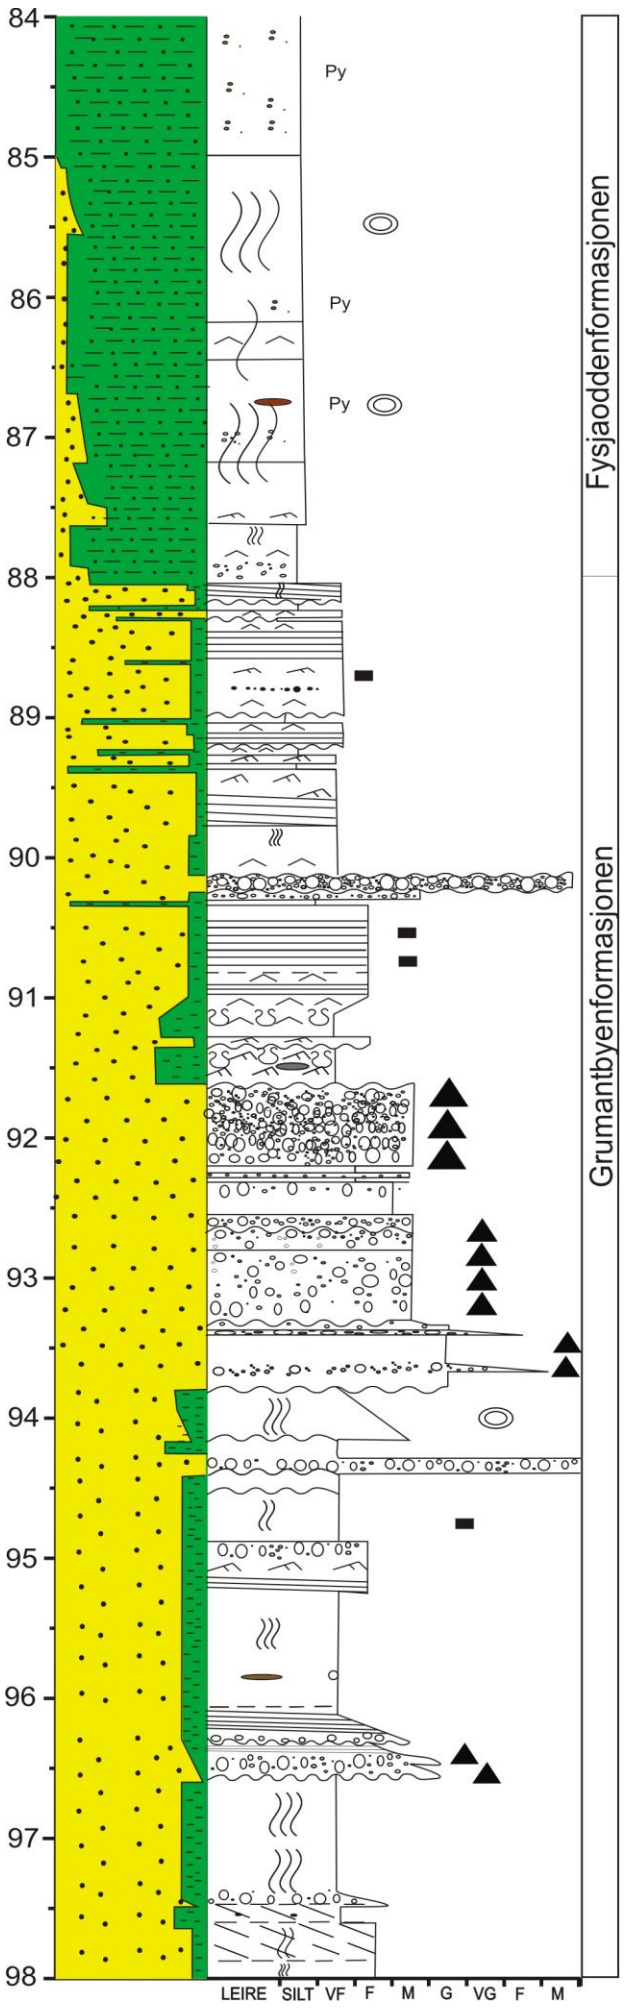 84
Py
85
86
Py
Py
87
88
89
90
91
92
93
94
95
96
97
98
LEIRE SILT VF F M G VG F M
Fysjaoddenformasjonen
Grumantbyenformasjonen